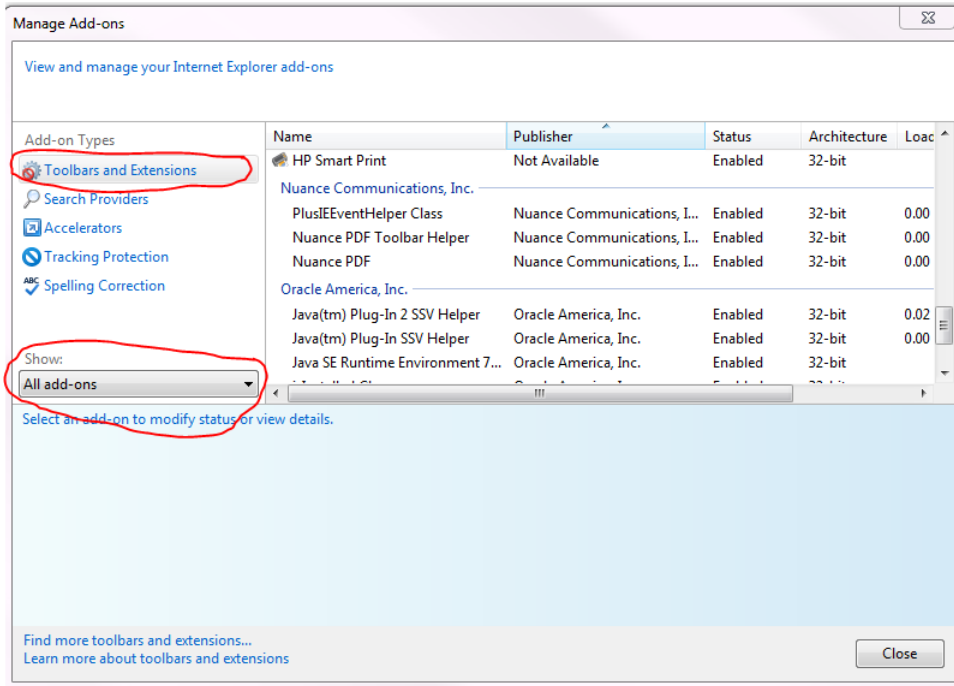 Manage Add-ons
View and manage your Internet Explorer add-ons
Add-on Types
Toolbars and Extensions
Search Providers
Accelerators
Tracking Protection
ABC Spelling Correction
Show:
All add-ons
Name Publisher Status Architecture Load
HP Smart Print Not Available Enabled 32-bit
Nuance Communications, Inc.
PlusIEEventHelper Class Nuance Communications, I... Enabled 32-bit 0.00
Nuance PDF Toolbar Helper Nuance Communications, I... Enabled 32-bit 0.00
Nuance PDF Nuance Communications, I... Enabled 32-bit 0.00
Oracle America, Inc.
Java(tm) Plug-In 2 SSV Helper Oracle America, Inc. Enabled 32-bit 0.02
Java(tm) Plug-In SSV Helper Oracle America, Inc. Enabled 32-bit 0.00
Java SE Runtime Environment 7... Oracle America, Inc. Enabled 32-bit
Select an add-on to modify status or view details.
Find more toolbars and extensions...
Learn more about toolbars and extensions
Close